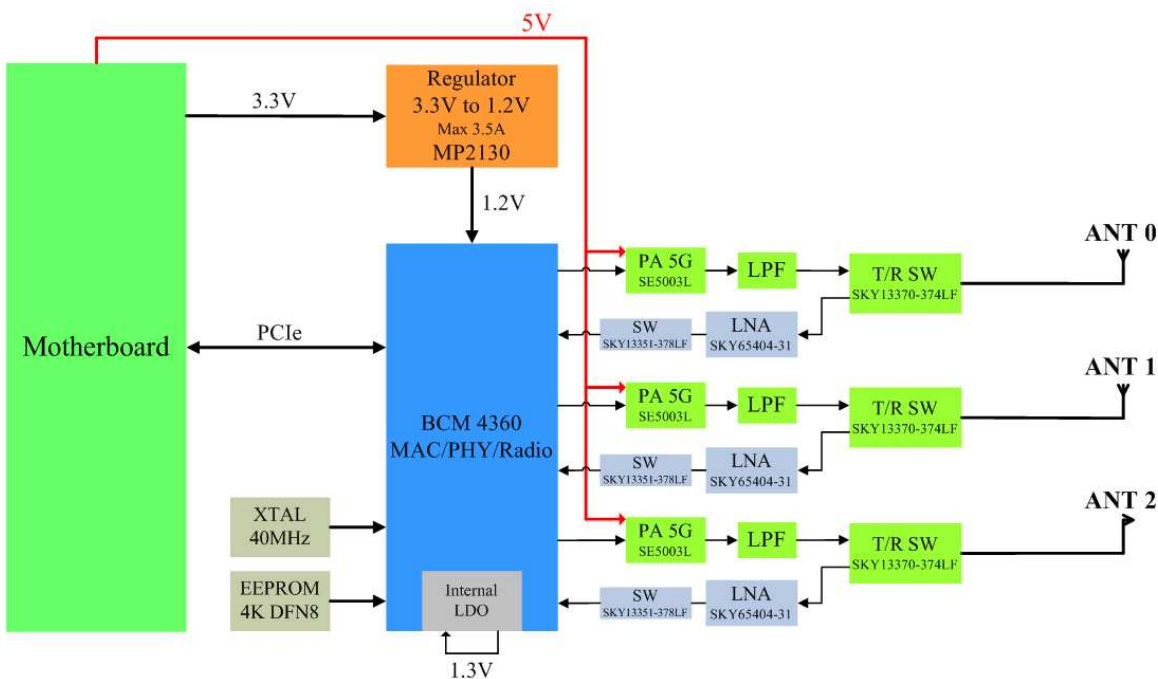 5V
Motherboard
3.3V
Regulator
3.3V to 1.2V
Max 3.5A
MP2130
1.2V
PCIe
BCM 4360
MAC/PHY/Radio
XTAL
40MHz
EEPROM
4K DFN8
Internal
LDO
1.3V
PA 5G
SE5003L
LPF
T/R SW
SKY13370-374LF
ANT 0
SW
SKY13351-378LF
LNA
SKY65404-31
PA 5G
SE5003L
LPF
T/R SW
SKY13370-374LF
ANT 1
SW
SKY13351-378LF
LNA
SKY65404-31
PA 5G
SE5003L
LPF
T/R SW
SKY13370-374LF
ANT 2
SW
SKY13351-378LF
LNA
SKY65404-31